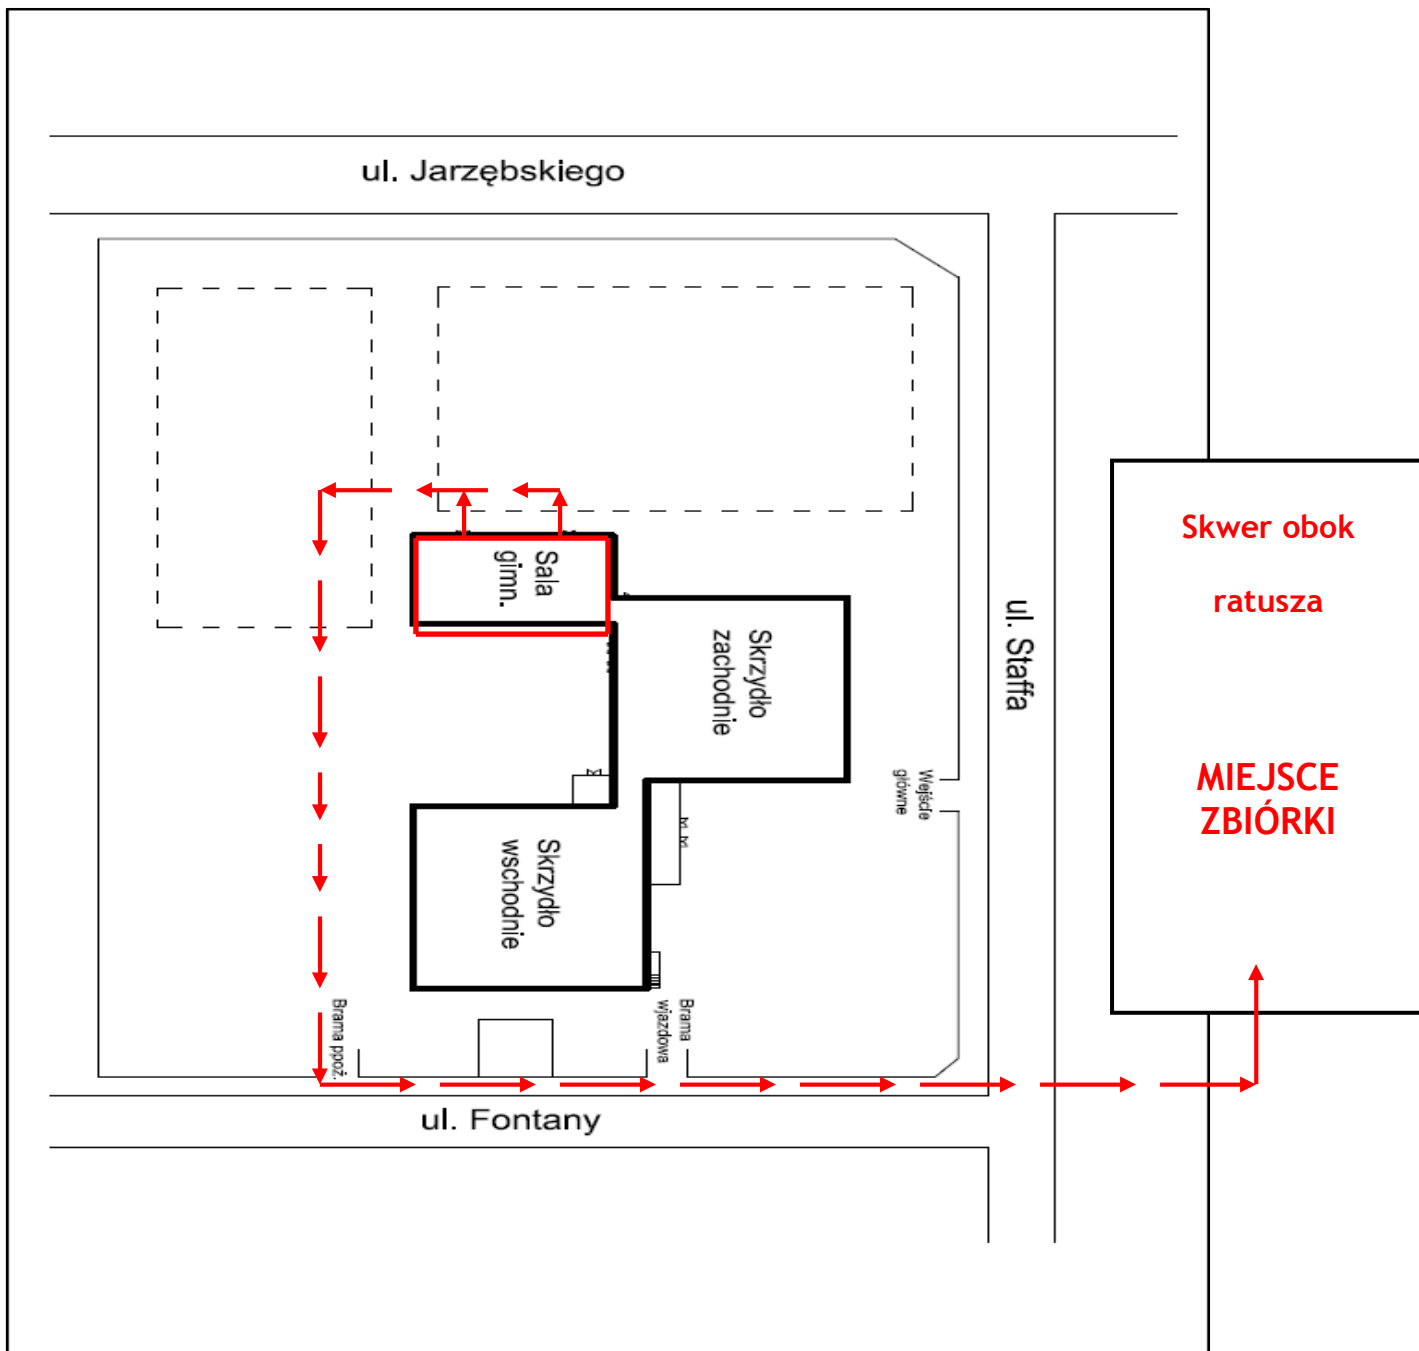 ul. Jarzębskiego
Skwer obok
ratusza
Sala
gimn.
Skrzydło
zachodnie
ul. Staffa
Wejście
główne
MIEJSCE
ZBIÓRKI
Skrzydło
wschodnie
Brama ppoż.
Brama
wjazdowa
ul. Fontany